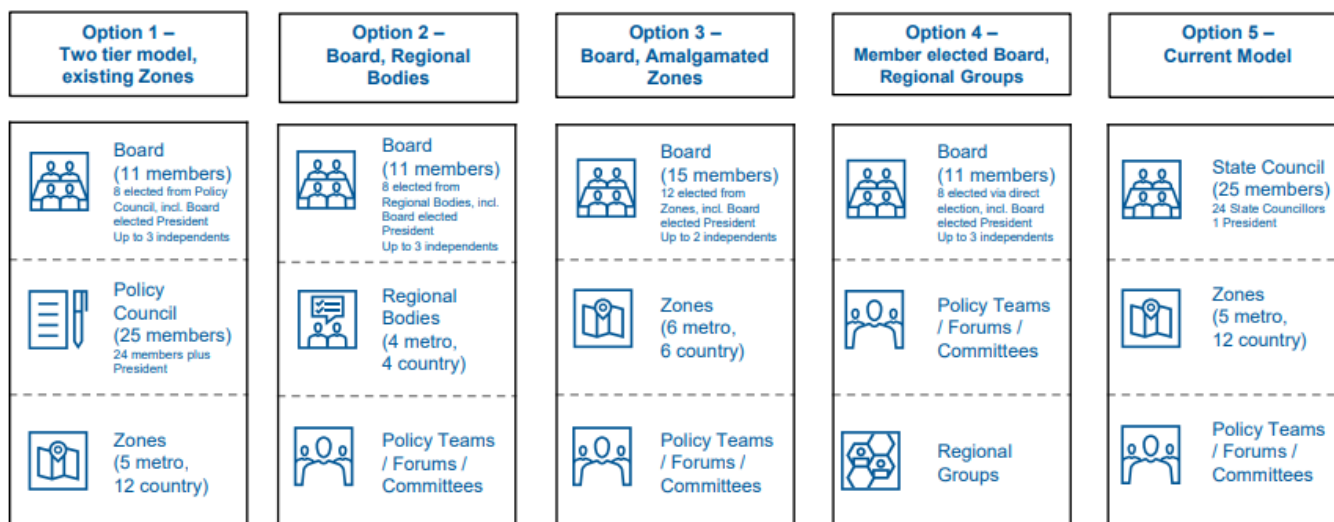 Option 1 –
Two tier model,
existing Zones
Option 2 –
Board, Regional
Bodies
Option 3 –
Board, Amalgamated
Zones
Option 4 –
Member elected Board,
Regional Groups
Option 5 –
Current Model
Board
(11 members)
8 elected from Policy
Council, incl. Board
elected President
Up to 3 independents
Policy
Council
(25 members)
24 members plus
President
Zones
(5 metro,
12 country)
Board
(11 members)
8 elected from
Regional Bodies, incl.
Board elected
President
Up to 3 independents
Regional
Bodies
(4 metro,
4 country)
Policy Teams
/ Forums /
Committees
Board
(15 members)
12 elected from
Zones, incl. Board
elected President
Up to 2 independents
Zones
(6 metro,
6 country)
Policy Teams
/ Forums /
Committees
Board
(11 members)
8 elected via direct
election, incl. Board
elected President
Up to 3 independents
Policy Teams
/ Forums /
Committees
Regional
Groups
State Council
(25 members)
24 State Councillors
1 President
Zones
(5 metro,
12 country)
Policy Teams
/ Forums /
Committees